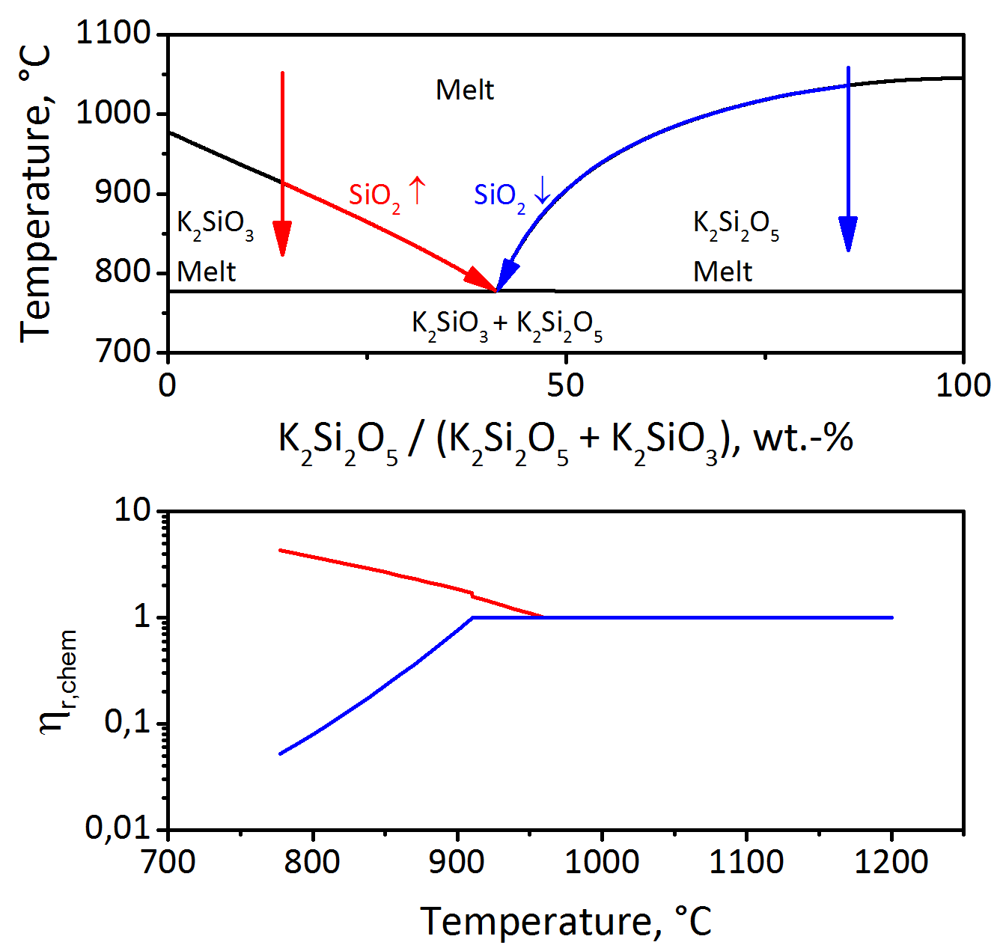 1100
1000
900
800
700
Temperature, °C
Melt
SiO2 ↑
SiO2 ↓
K2SiO3
Melt
K2Si2O5
Melt
K2SiO3 + K2Si2O5
0
50
100
K2Si2O5 / (K2Si2O5 + K2SiO3), wt.-%
10
1
0,1
0,01
ηr,chem
700
800
900
1000
1100
1200
Temperature, °C